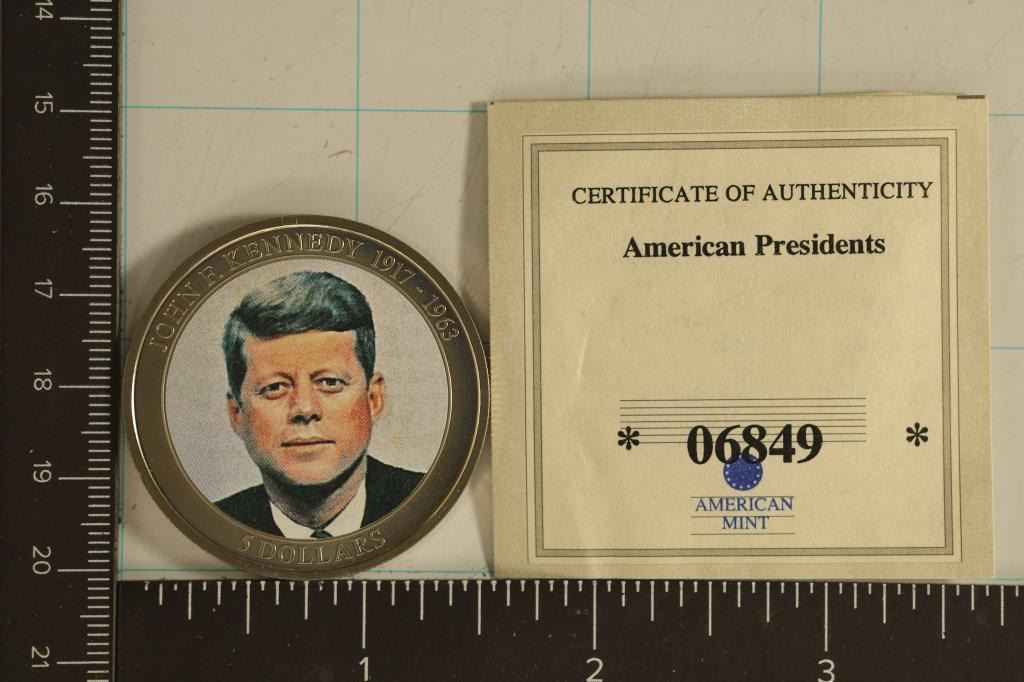 14
15
16
17
18
19
20
21
JOHN F. KENNEDY 1917 - 1963
5 DOLLARS
CERTIFICATE OF AUTHENTICITY
American Presidents
* 06849 *
AMERICAN
MINT
1 2 3